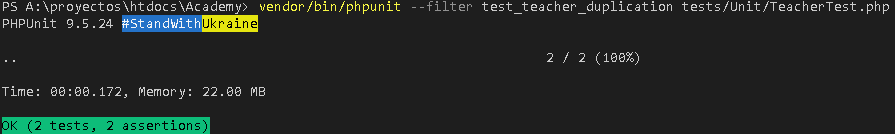 PS A:\proyectos\htdocs\Academy> vendor/bin/phpunit --filter test_teacher_duplication tests/Unit/TeacherTest.php
PHPUnit 9.5.24 #StandWithUkraine
.. 2 / 2 (100%)
Time: 00:00.172, Memory: 22.00 MB
OK (2 tests, 2 assertions)